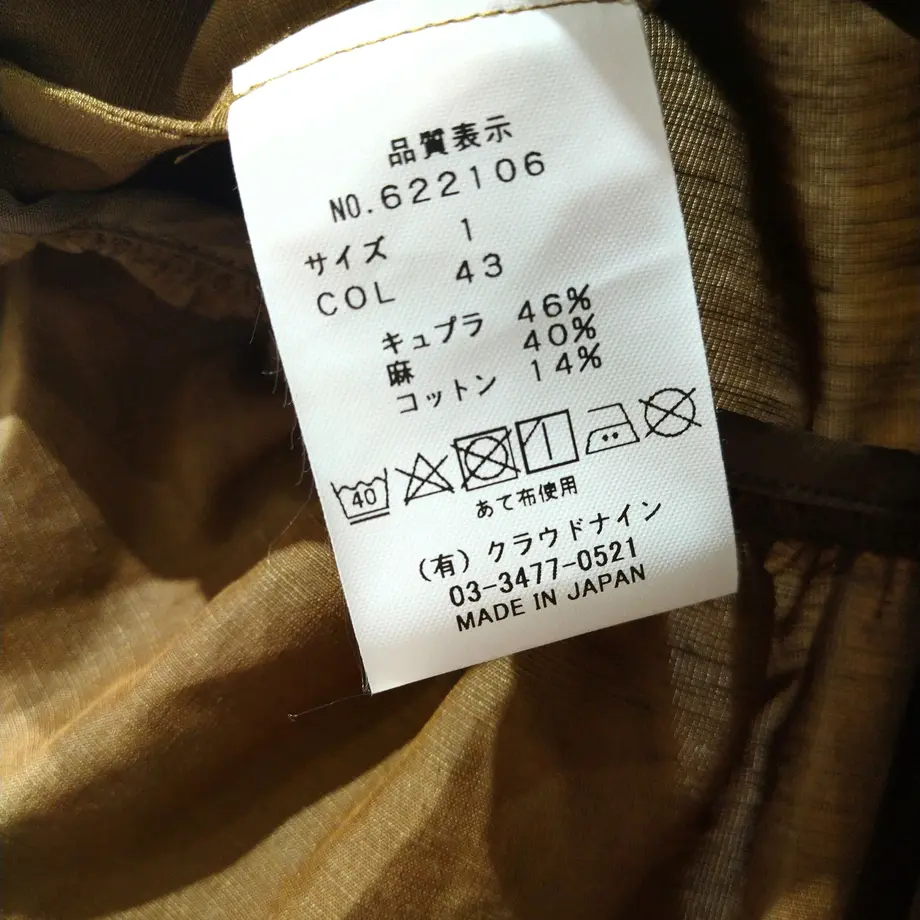 品質表示
NO.622106
サイズ 1
COL 43
キュプラ 46%
麻 40%
コットン 14%
40
あて布使用
(有)クラウドナイン
03-3477-0521
MADE IN JAPAN